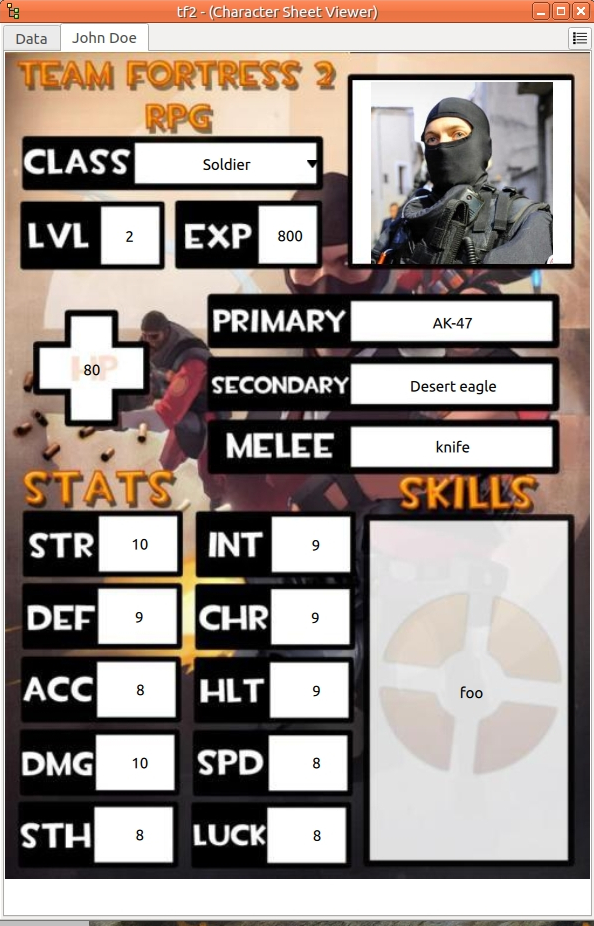 tf2 - (Character Sheet Viewer)
Data
John Doe
TEAM FORTRESS 2
RPG
CLASS
Soldier
LVL
2
EXP
800
HP
80
PRIMARY
AK-47
SECONDARY
Desert eagle
MELEE
knife
STATS
SKILLS
STR
10
INT
9
DEF
9
CHR
9
ACC
8
HLT
9
DMG
10
SPD
8
STH
8
LUCK
8
foo